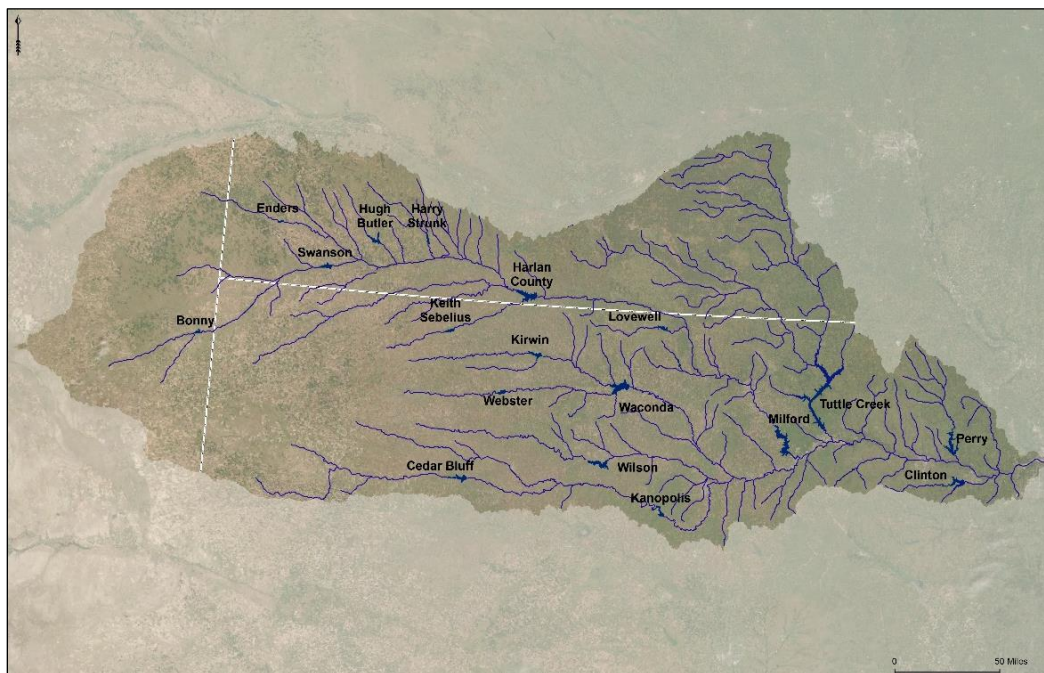 Enders
Hugh
Butler
Harry
Strunk
Swanson
Harlan
County
Keith
Sebelius
Bonny
Lovewell
Kirwin
Webster
Waconda
Milford
Tuttle Creek
Perry
Cedar Bluff
Wilson
Clinton
Kanopolis
0
50 Miles